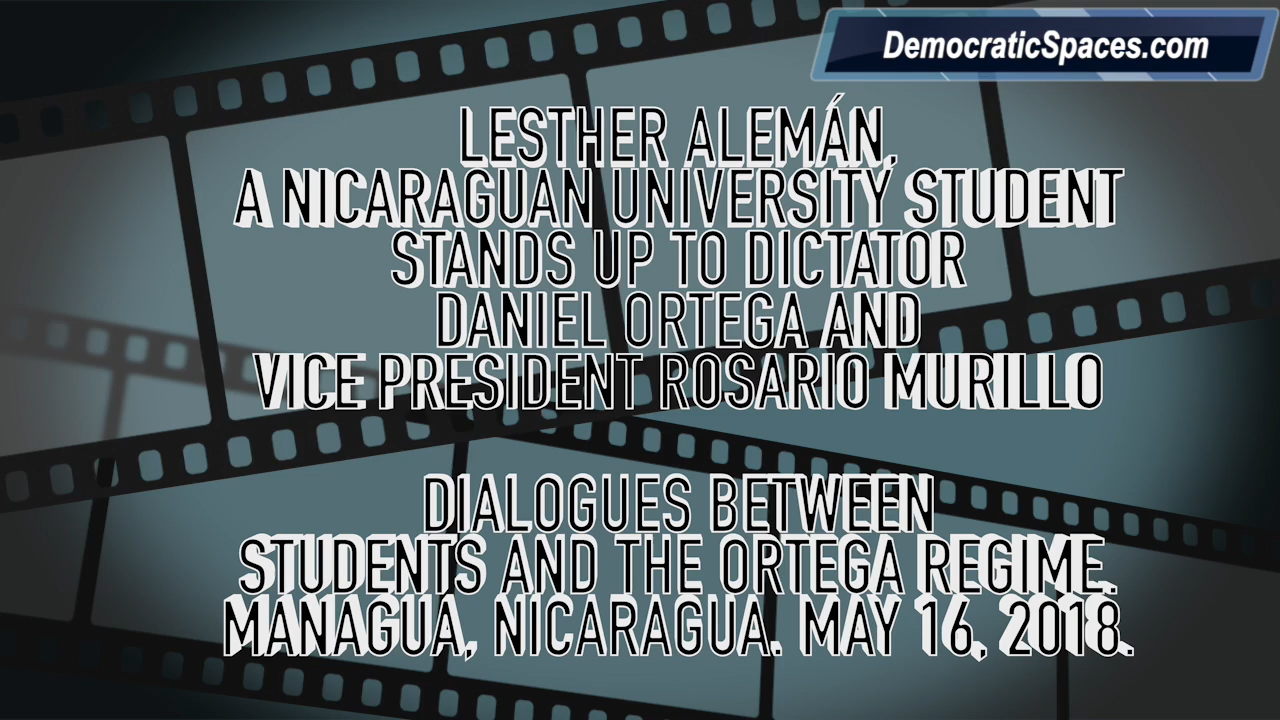 DemocraticSpaces.com
LESTHER ALEMÁN,
A NICARAGUAN UNIVERSITY STUDENT
STANDS UP TO DICTATOR
DANIEL ORTEGA AND
VICE PRESIDENT ROSARIO MURILLO
DIALOGUES BETWEEN
STUDENTS AND THE ORTEGA REGIME.
MANAGUA, NICARAGUA. MAY 16, 2018.